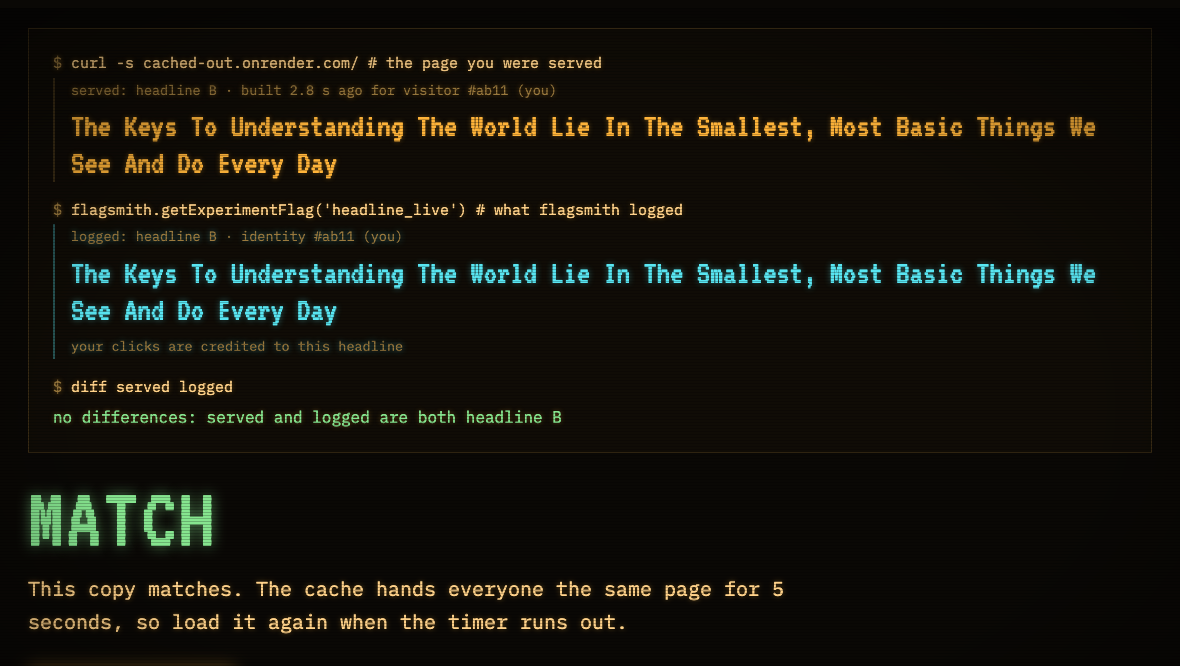 $ curl -s cached-out.onrender.com/ # the page you were served
served: headline B · built 2.8 s ago for visitor #ab11 (you)
The Keys To Understanding The World Lie In The Smallest, Most Basic Things We
See And Do Every Day
$ flagsmith.getExperimentFlag('headline_live') # what flagsmith logged
logged: headline B · identity #ab11 (you)
The Keys To Understanding The World Lie In The Smallest, Most Basic Things We
See And Do Every Day
your clicks are credited to this headline
$ diff served logged
no differences: served and logged are both headline B
MATCH
This copy matches. The cache hands everyone the same page for 5
seconds, so load it again when the timer runs out.